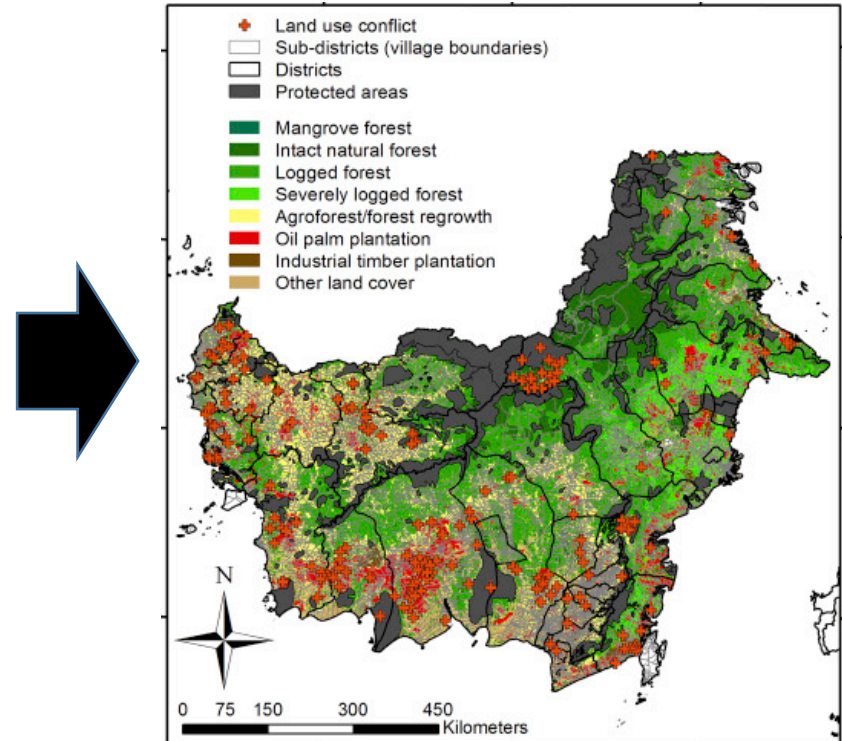 Land use conflict
Sub-districts (village boundaries)
Districts
Protected areas
Mangrove forest
Intact natural forest
Logged forest
Severely logged forest
Agroforest/forest regrowth
Oil palm plantation
Industrial timber plantation
Other land cover
N
0 75 150 300 450
Kilometers